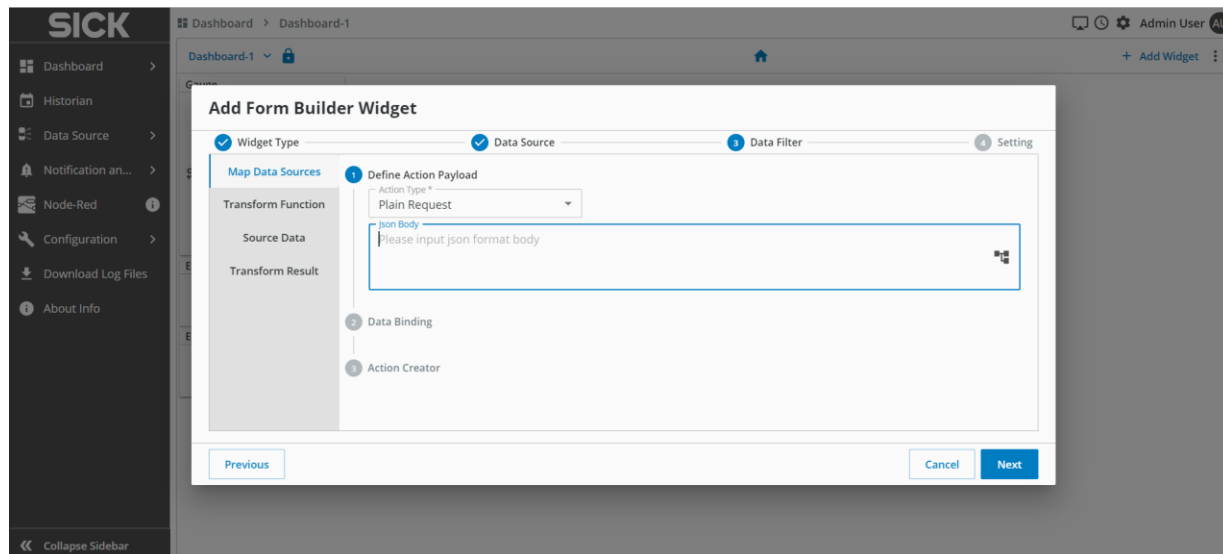 SICK
Dashboard > Dashboard-1
Admin User
Dashboard-1
+ Add Widget
Dashboard
Historian
Data Source
Notification an...
Node-Red
Configuration
Download Log Files
About Info
Collapse Sidebar
Gauge
Add Form Builder Widget
Widget Type
Data Source
3 Data Filter
4 Setting
Map Data Sources
Transform Function
Source Data
Transform Result
1 Define Action Payload
Action Type *
Plain Request
Json Body
Please input json format body
2 Data Binding
3 Action Creator
Previous
Cancel
Next